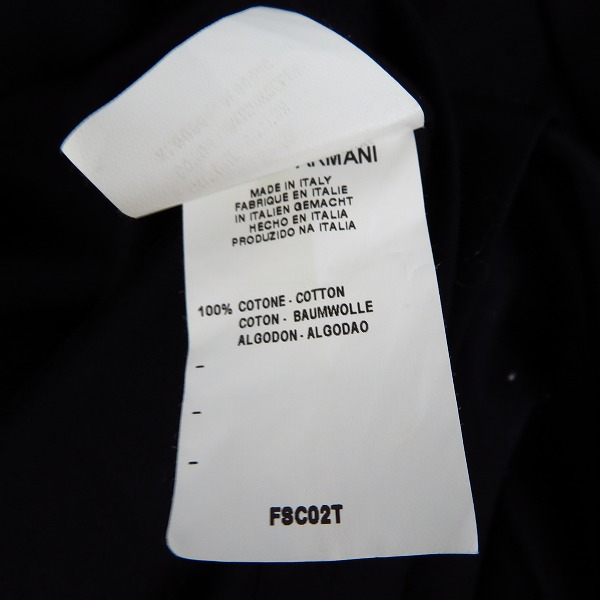 ARMANI
MADE IN ITALY
FABRIQUE EN ITALIE
IN ITALIEN GEMACHT
HECHO EN ITALIA
PRODUZIDO NA ITALIA
100% COTONE - COTTON
COTON - BAUMWOLLE
ALGODON - ALGODAO
-
-
-
FSC02T